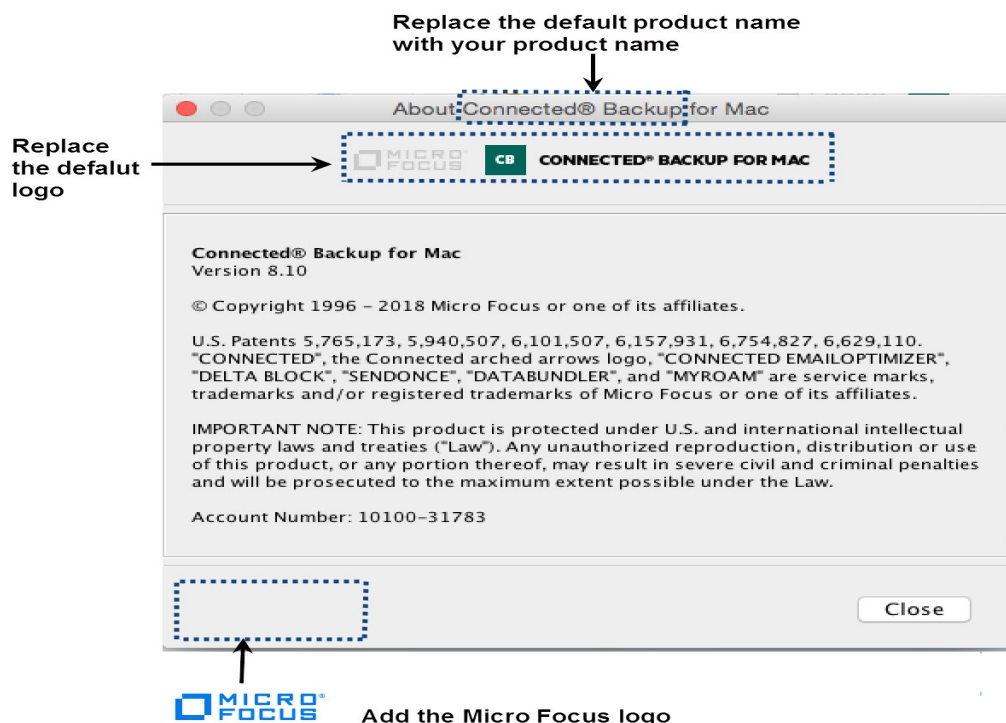 Replace the default product name
with your product name
About Connected® Backup for Mac
Replace
the defalut
logo
MICRO FOCUS®
CB CONNECTED® BACKUP FOR MAC
Connected® Backup for Mac
Version 8.10
© Copyright 1996 – 2018 Micro Focus or one of its affiliates.
U.S. Patents 5,765,173, 5,940,507, 6,101,507, 6,157,931, 6,754,827, 6,629,110.
"CONNECTED", the Connected arched arrows logo, "CONNECTED EMAILOPTIMIZER",
"DELTA BLOCK", "SENDONCE", "DATABUNDLER", and "MYROAM" are service marks,
trademarks and/or registered trademarks of Micro Focus or one of its affiliates.
IMPORTANT NOTE: This product is protected under U.S. and international intellectual
property laws and treaties ("Law"). Any unauthorized reproduction, distribution or use
of this product, or any portion thereof, may result in severe civil and criminal penalties
and will be prosecuted to the maximum extent possible under the Law.
Account Number: 10100–31783
Close
MICRO®
FOCUS
Add the Micro Focus logo